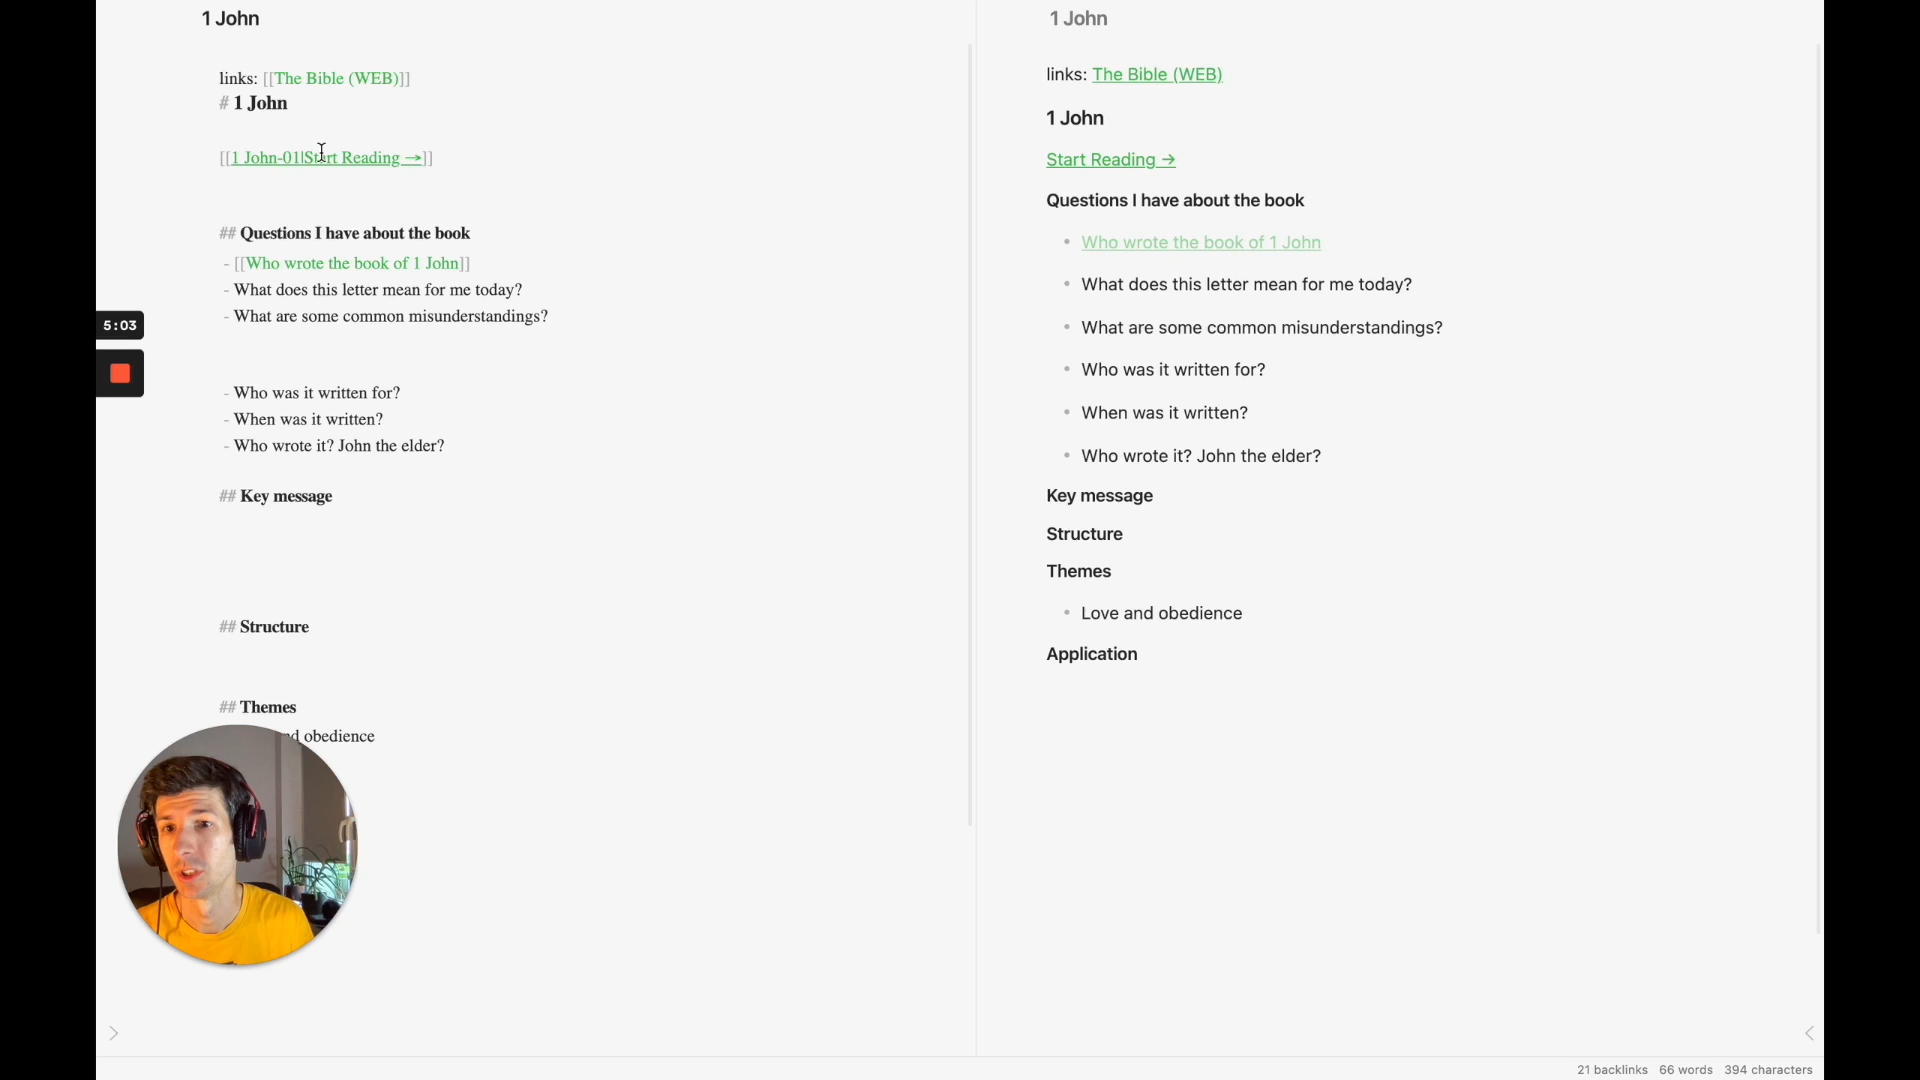 1 John
links: [[The Bible (WEB)]]
# 1 John
[[1 John-01|Start Reading →]]
## Questions I have about the book
- [[Who wrote the book of 1 John]]
- What does this letter mean for me today?
- What are some common misunderstandings?
- Who was it written for?
- When was it written?
- Who wrote it? John the elder?
## Key message
## Structure
## Themes
obedience
5:03
1 John
links: The Bible (WEB)
1 John
Start Reading →
Questions I have about the book
• Who wrote the book of 1 John
• What does this letter mean for me today?
• What are some common misunderstandings?
• Who was it written for?
• When was it written?
• Who wrote it? John the elder?
Key message
Structure
Themes
• Love and obedience
Application
21 backlinks 66 words 394 characters